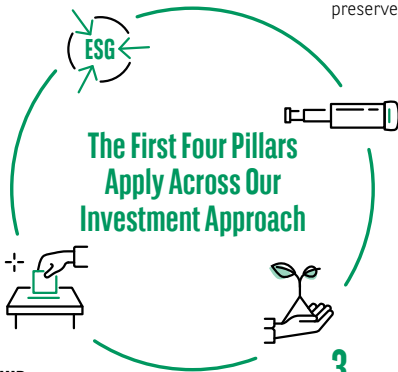 preserve
ESG
The First Four Pillars
Apply Across Our
Investment Approach
3